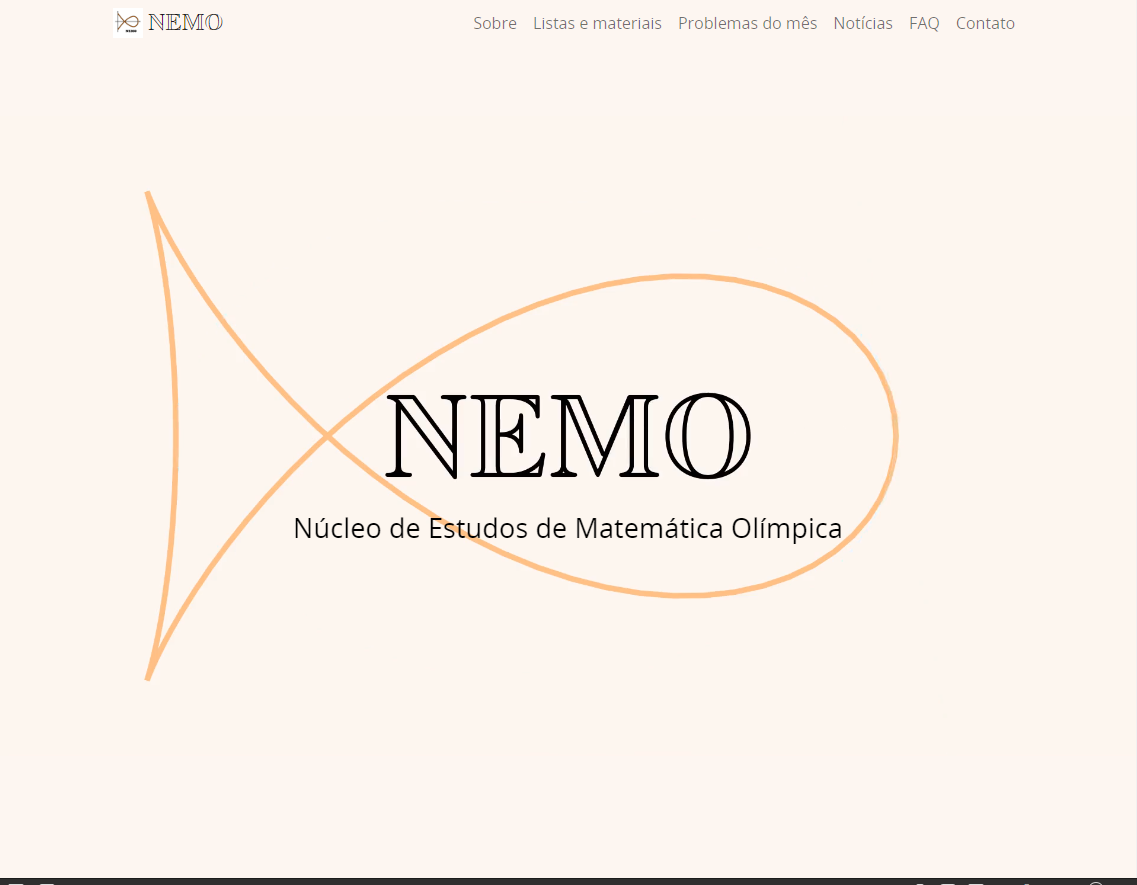 NEMO
Sobre Listas e materiais Problemas do mês Notícias FAQ Contato
NEMO
Núcleo de Estudos de Matemática Olímpica